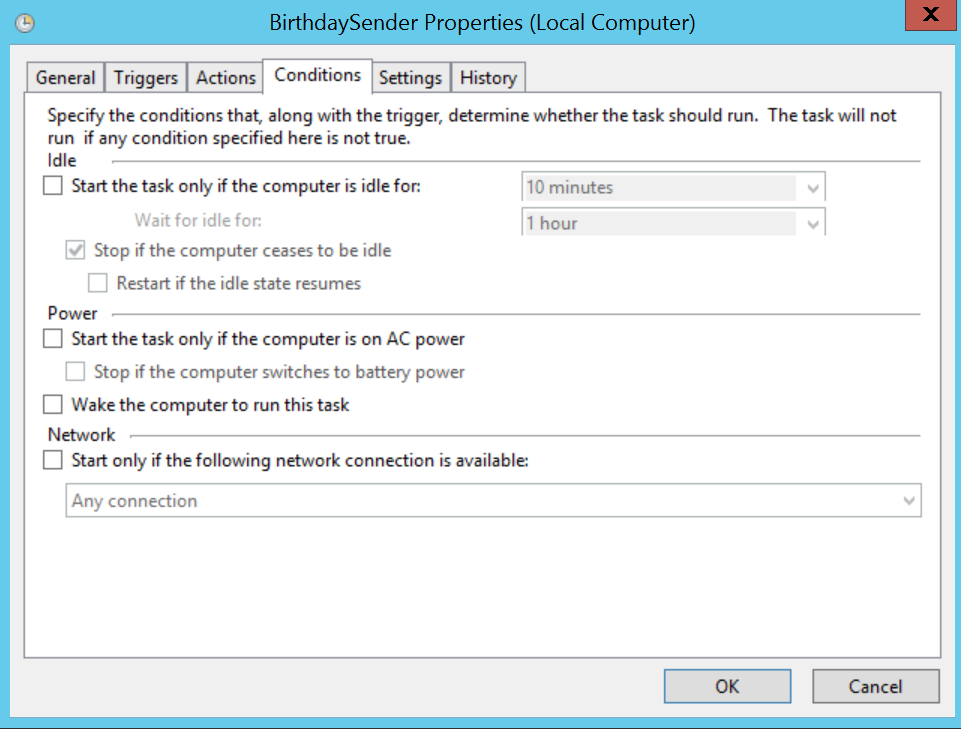 BirthdaySender Properties (Local Computer)
X
General Triggers Actions Conditions Settings History
Specify the conditions that, along with the trigger, determine whether the task should run. The task will not
run if any condition specified here is not true.
Idle
Start the task only if the computer is idle for: 10 minutes
Wait for idle for: 1 hour
Stop if the computer ceases to be idle
Restart if the idle state resumes
Power
Start the task only if the computer is on AC power
Stop if the computer switches to battery power
Wake the computer to run this task
Network
Start only if the following network connection is available:
Any connection
OK Cancel